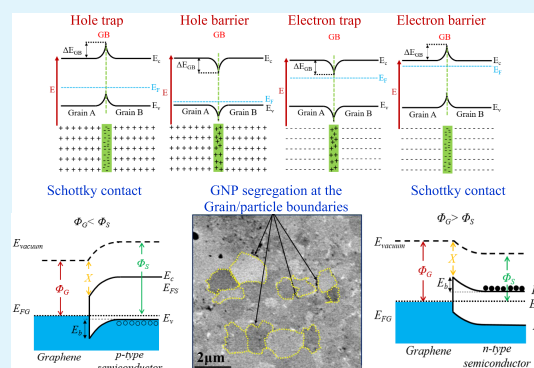 Hole trap
Hole barrier
Electron trap
Electron barrier
GB
GB
GB
GB
ΔE_GB
ΔE_GB
ΔE_GB
ΔE_GB
E_c
E_c
E_c
E_c
E_F
E_F
E_F
E_F
E
E
E
E
Grain A
Grain B
E_v
Grain A
Grain B
E_v
Grain A
Grain B
E_v
Grain A
Grain B
E_v
Schottky contact
GNP segregation at the
Grain/particle boundaries
Schottky contact
Φ_G < Φ_S
E_vacuum
Φ_G
X
Φ_S
E_c
E_FS
E_FG
E_b
E_v
Graphene
p-type
semiconductor
2μm
Φ_G > Φ_S
E_vacuum
Φ_G
X
Φ_S
E_b
E_FG
Graphene
n-type
semiconductor